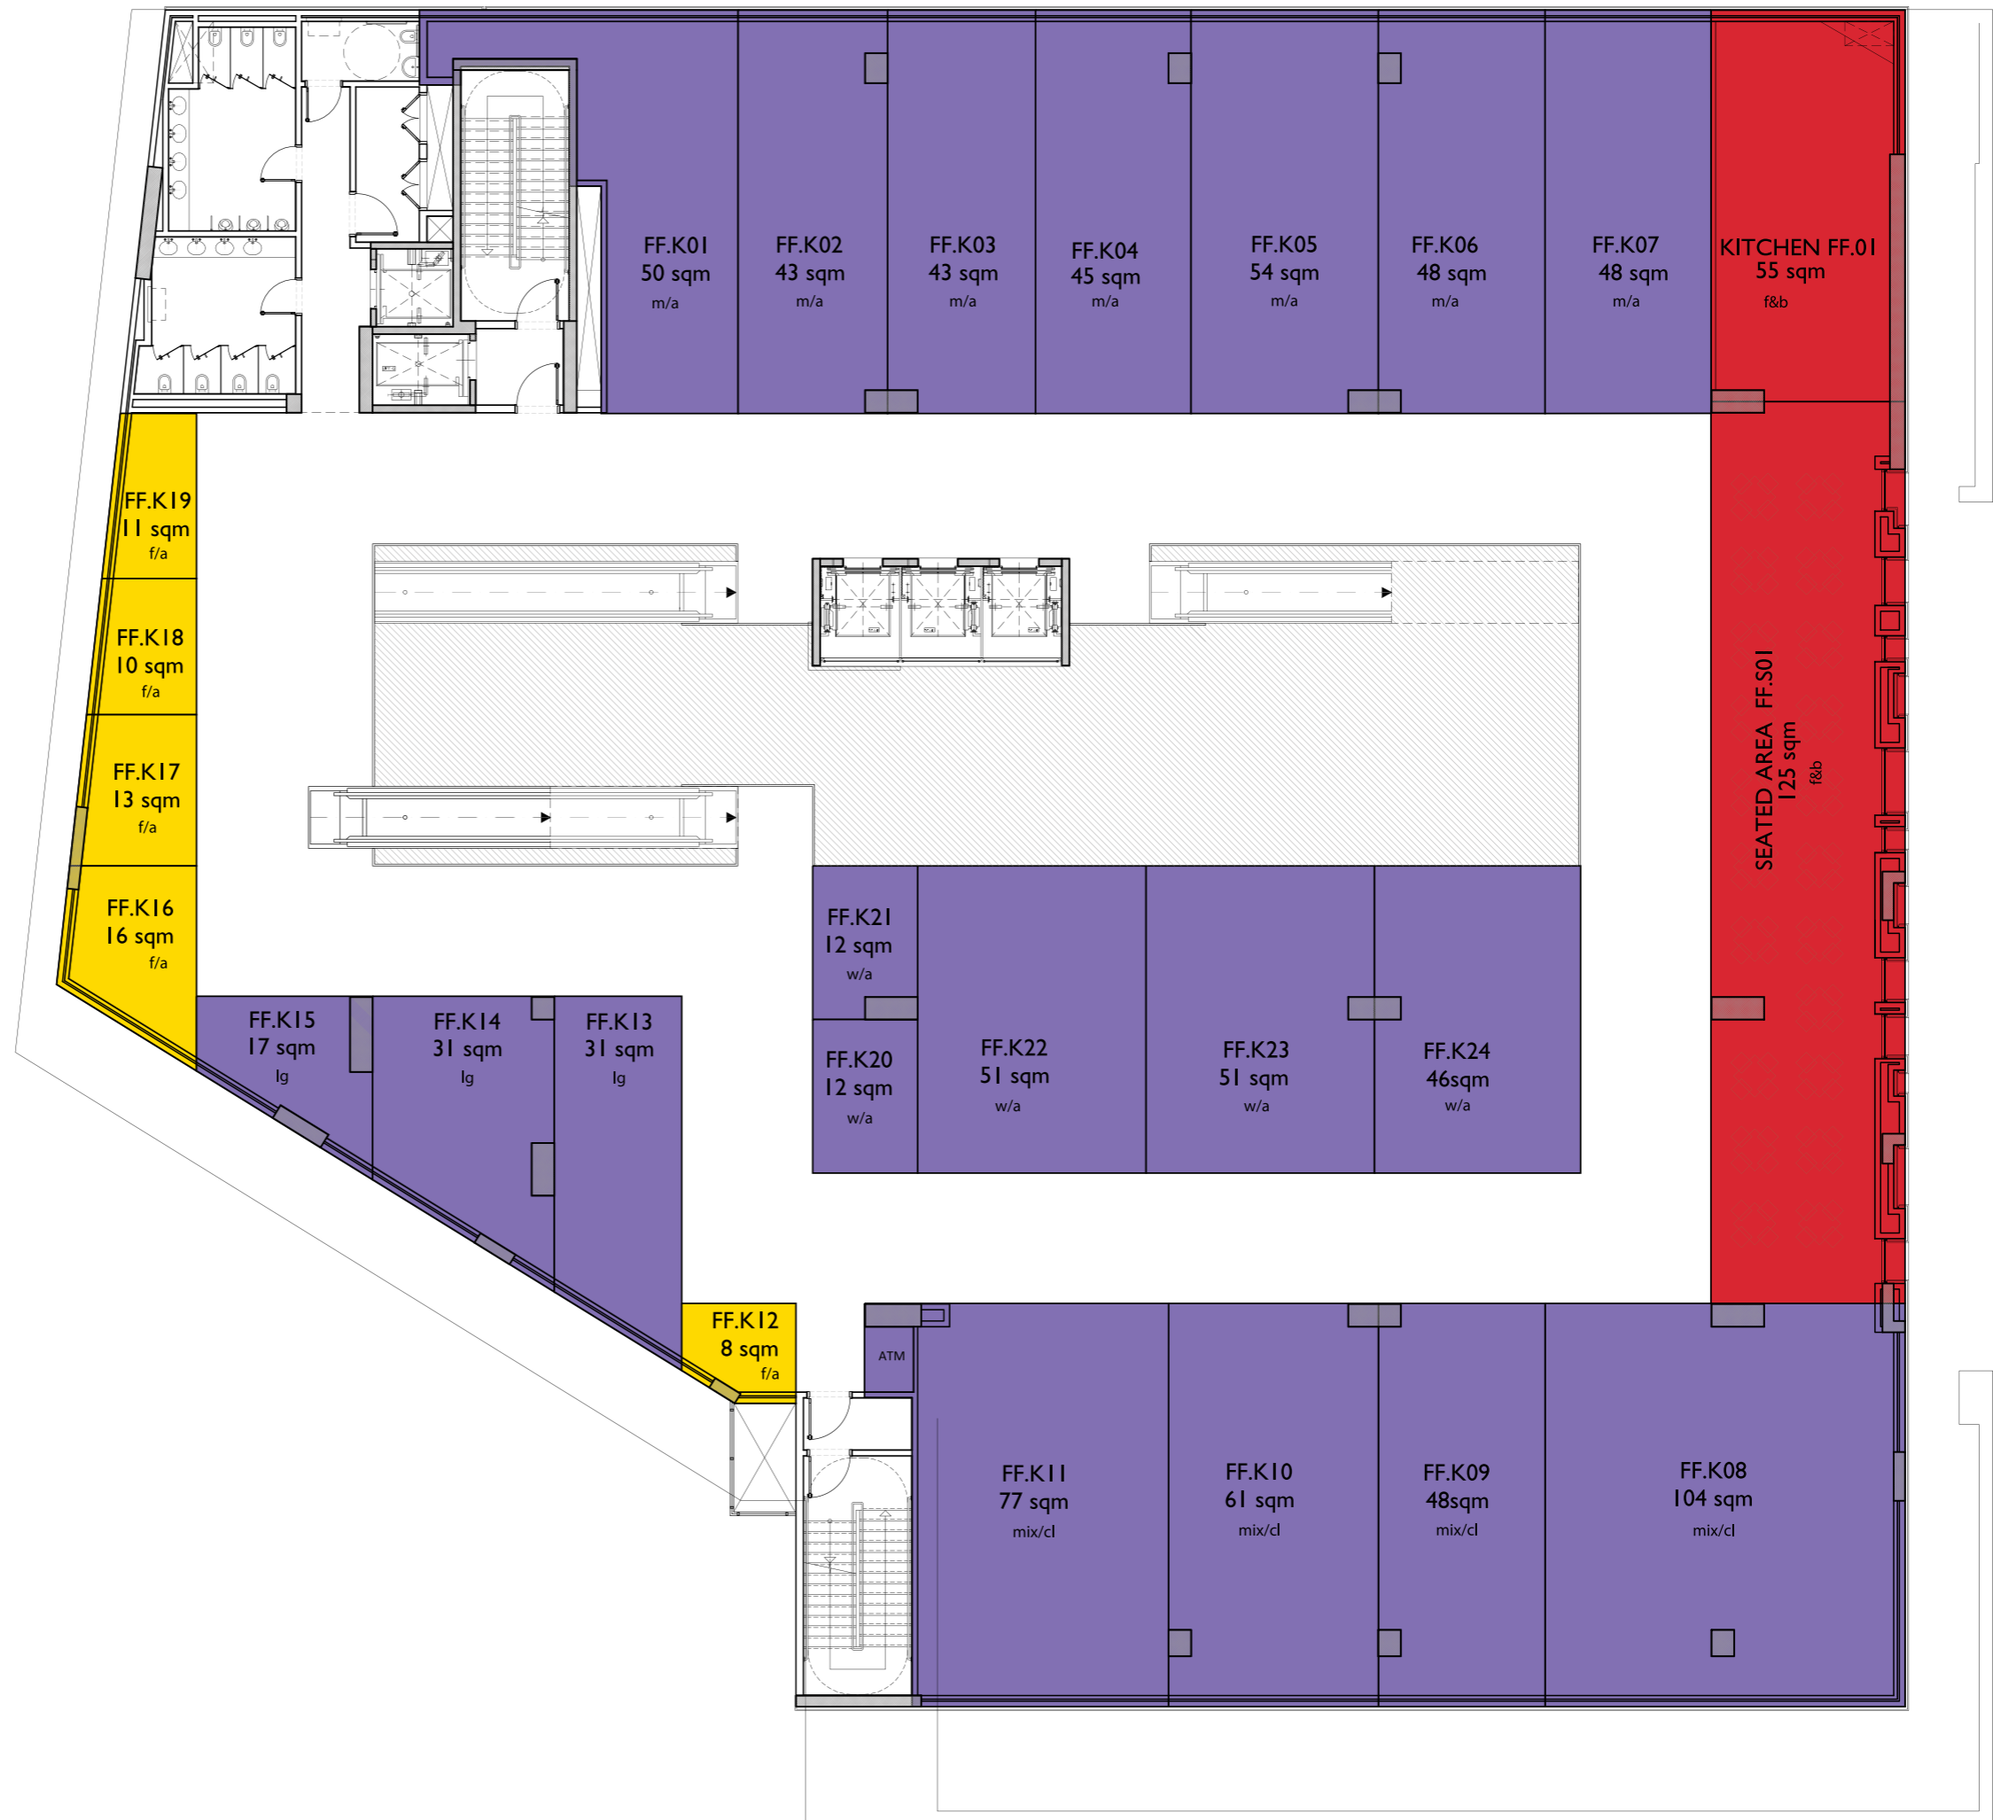 FF.K01
50 sqm
m/a
FF.K02
43 sqm
m/a
FF.K03
43 sqm
m/a
FF.K04
45 sqm
m/a
FF.K05
54 sqm
m/a
FF.K06
48 sqm
m/a
FF.K07
48 sqm
m/a
KITCHEN FF.01
55 sqm
f&b
FF.K19
11 sqm
f/a
FF.K18
10 sqm
f/a
FF.K17
13 sqm
f/a
FF.K16
16 sqm
f/a
SEATED AREA FF.S01
125 sqm
f&b
FF.K15
17 sqm
lg
FF.K14
31 sqm
lg
FF.K13
31 sqm
lg
FF.K21
12 sqm
w/a
FF.K20
12 sqm
w/a
FF.K22
51 sqm
w/a
FF.K23
51 sqm
w/a
FF.K24
46sqm
w/a
FF.K12
8 sqm
f/a
ATM
FF.K11
77 sqm
mix/cl
FF.K10
61 sqm
mix/cl
FF.K09
48sqm
mix/cl
FF.K08
104 sqm
mix/cl